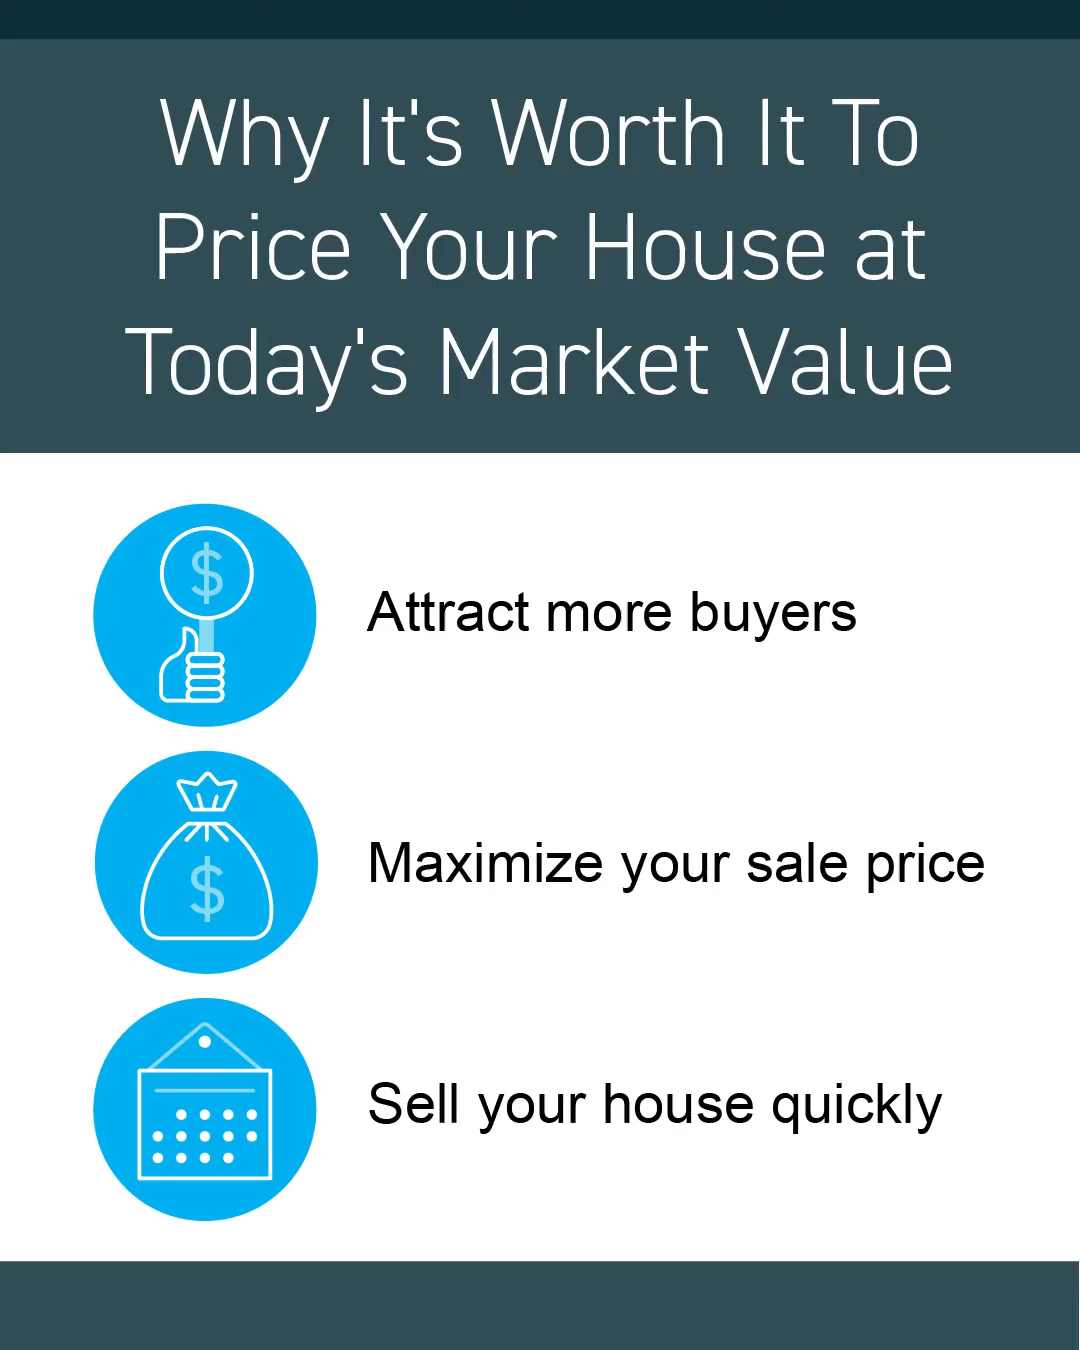 Why It's Worth It To
Price Your House at
Today's Market Value
$
Attract more buyers
$
Maximize your sale price
Sell your house quickly